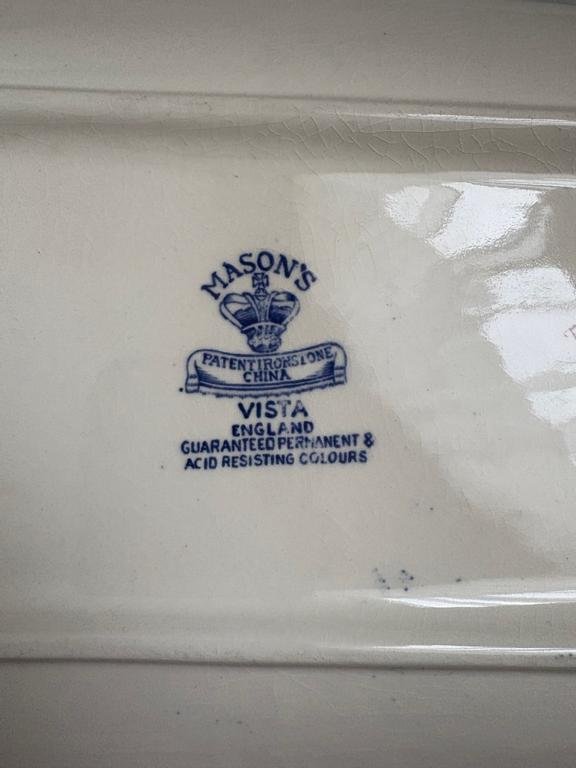 MASON'S
PATENT IRONSTONE
CHINA
VISTA
ENGLAND
GUARANTEED PERMANENT &
ACID RESISTING COLOURS